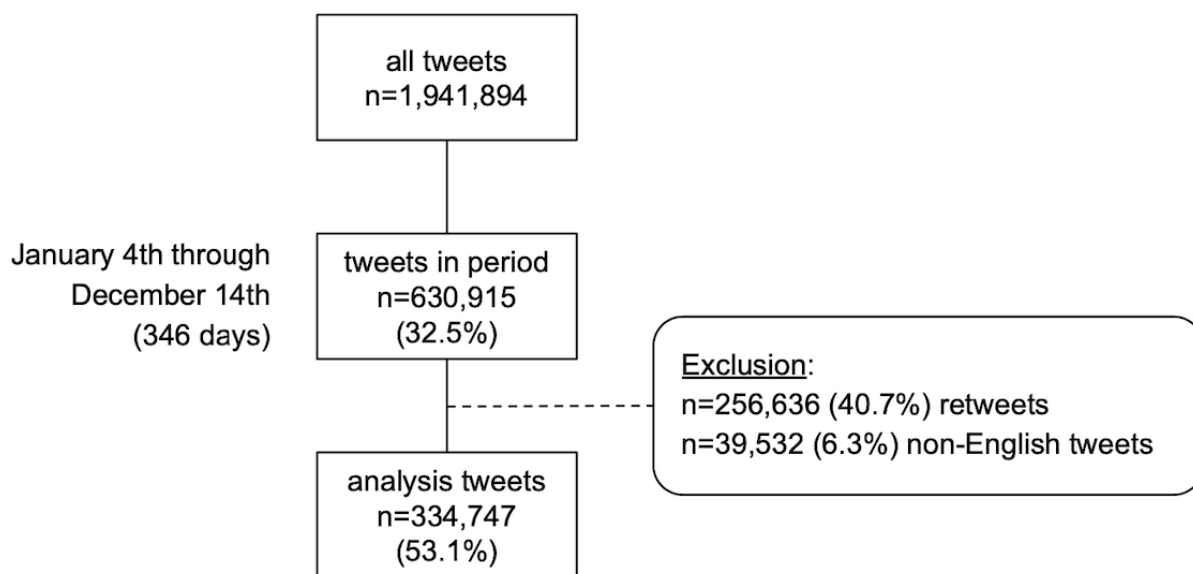 all tweets
n=1,941,894
January 4th through
December 14th
(346 days)
tweets in period
n=630,915
(32.5%)
Exclusion:
n=256,636 (40.7%) retweets
n=39,532 (6.3%) non-English tweets
analysis tweets
n=334,747
(53.1%)